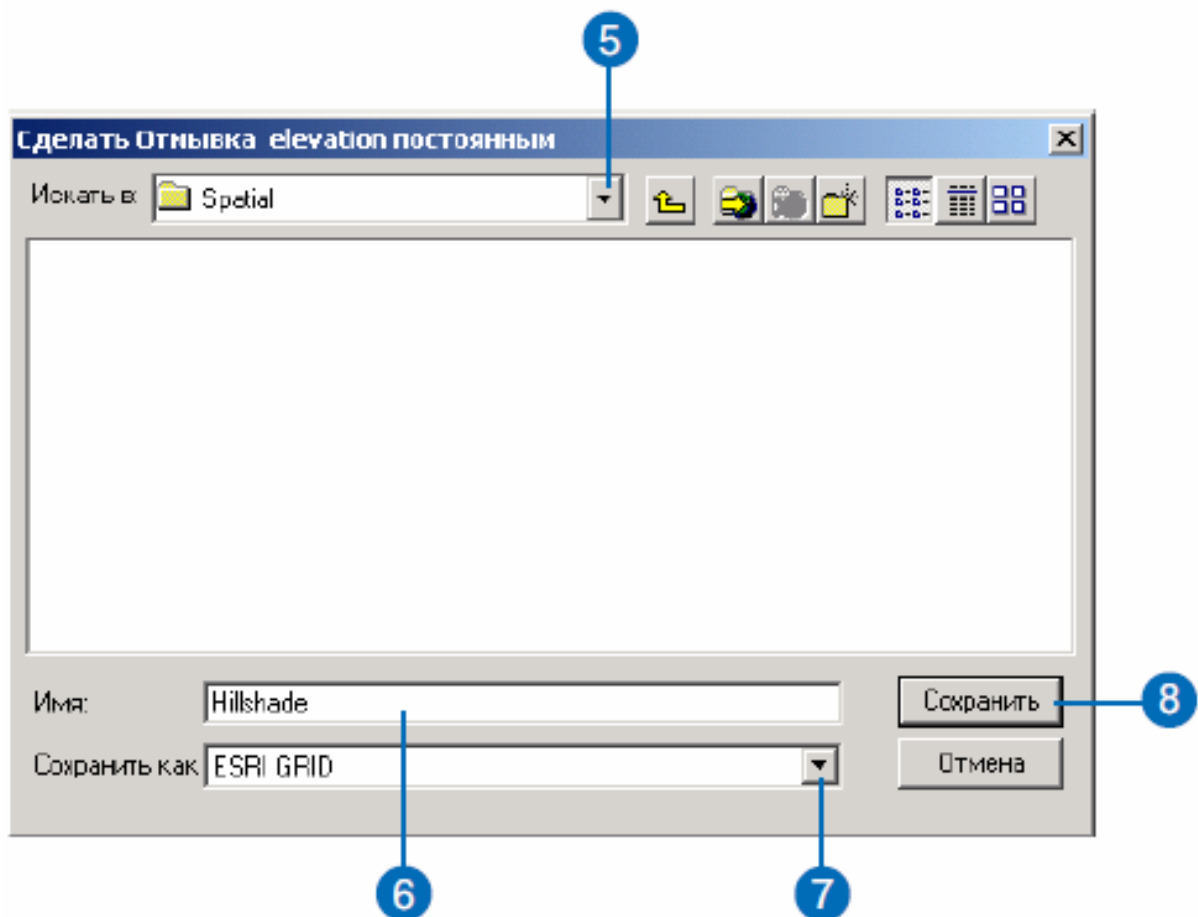 5
Сделать Отмывка elevation постоянным
Искать в: Spatial
Имя: Hillshade Сохранить 8
Сохранить как ESRI GRID Отмена
6 7